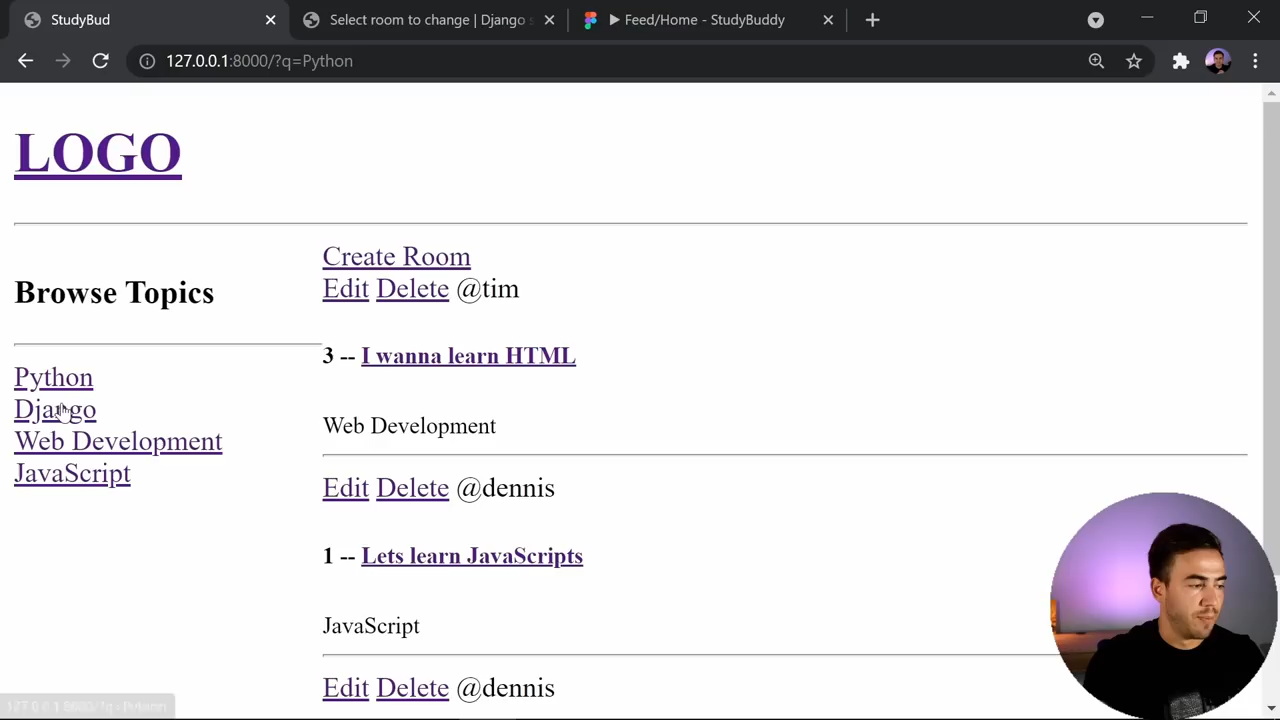 StudyBud
Select room to change | Django s
Feed/Home - StudyBuddy
127.0.0.1:8000/?q=Python
LOGO
Browse Topics
Python
Django
Web Development
JavaScript
Create Room
Edit Delete @tim
3 -- I wanna learn HTML
Web Development
Edit Delete @dennis
1 -- Lets learn JavaScripts
JavaScript
Edit Delete @dennis